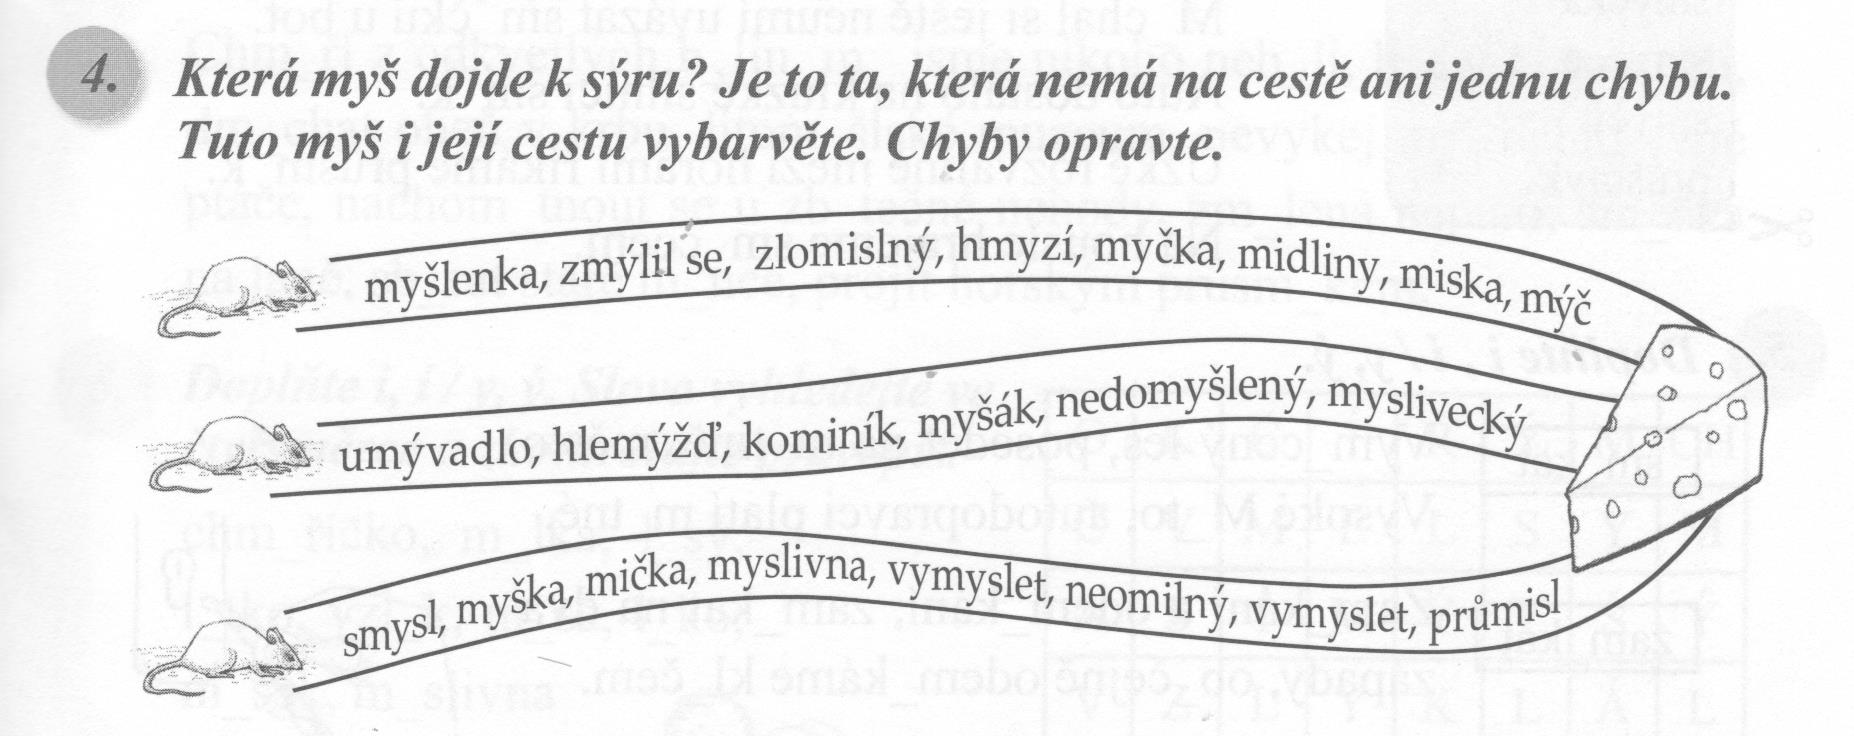 4. Která myš dojde k sýru? Je to ta, která nemá na cestě ani jednu chybu.
Tuto myš i její cestu vybarvěte. Chyby opravte.
myšlenka, zmýlil se, zlomislný, hmyzí, myčka, midliny, miska, mýč
umývadlo, hlemýžď, kominík, myšák, nedomyšlený, myslivecký
smysl, myška, mička, myslivna, vymyslet, neomilný, vymyslet, průmisl